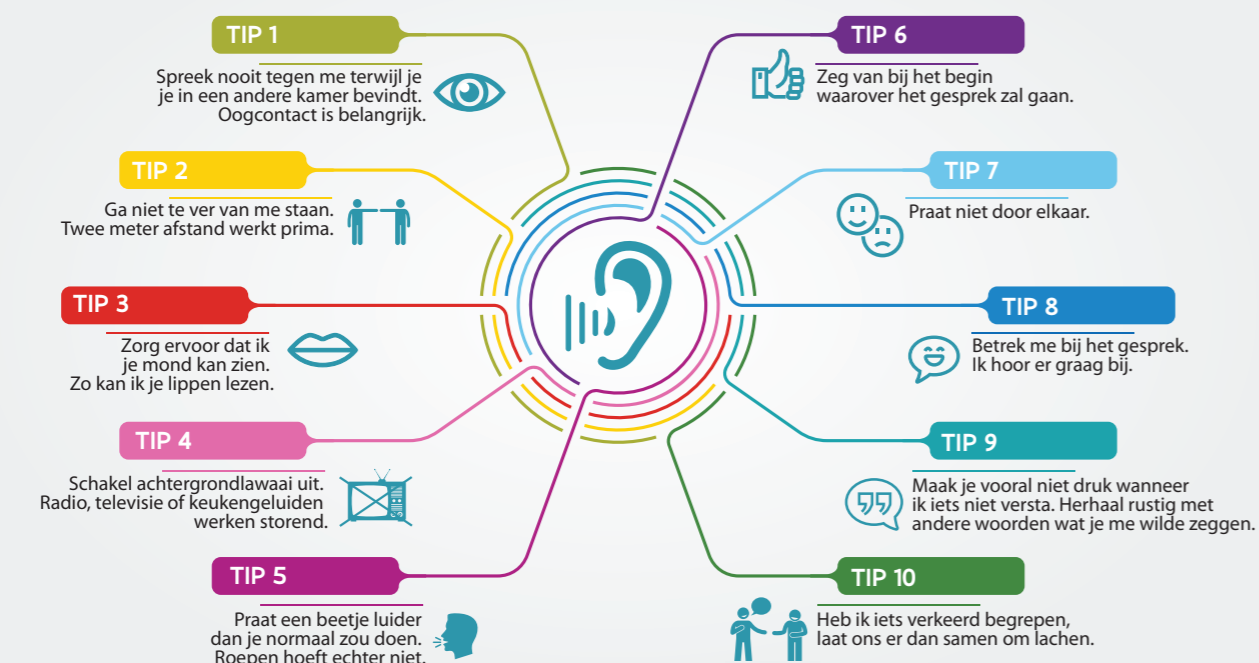 TIP 1
Spreek nooit tegen me terwijl je
je in een andere kamer bevindt.
Oogcontact is belangrijk.
TIP 2
Ga niet te ver van me staan.
Twee meter afstand werkt prima.
TIP 3
Zorg ervoor dat ik
je mond kan zien.
Zo kan ik je lippen lezen.
TIP 4
Schakel achtergrondlawaai uit.
Radio, televisie of keukengeluiden
werken storend.
TIP 5
Praat een beetje luider
dan je normaal zou doen.
Roepen hoeft echter niet.
TIP 6
Zeg van bij het begin
waarover het gesprek zal gaan.
TIP 7
Praat niet door elkaar.
TIP 8
Betrek me bij het gesprek.
Ik hoor er graag bij.
TIP 9
Maak je vooral niet druk wanneer
ik iets niet versta. Herhaal rustig met
andere woorden wat je me wilde zeggen.
TIP 10
Heb ik iets verkeerd begrepen,
laat ons er dan samen om lachen.